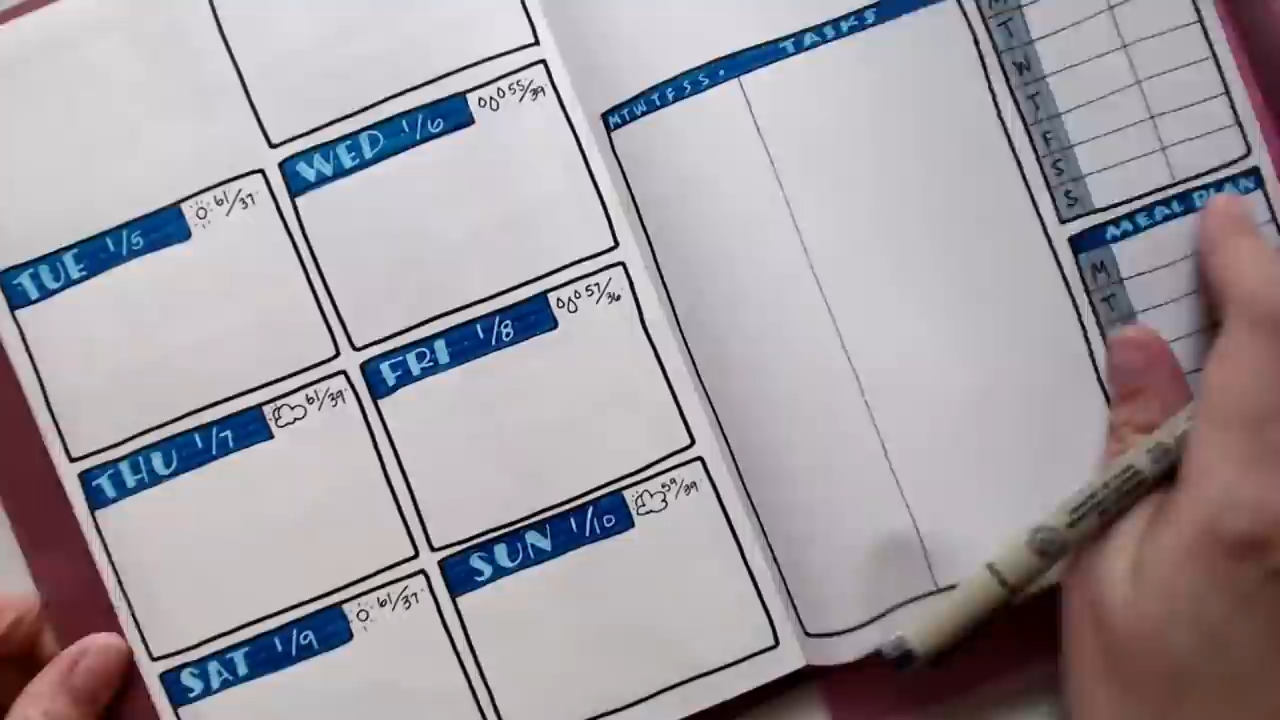 TUE 1/5
61/37
THU 1/7
61/39
SAT 1/9
61/37
WED 1/6
55/39
FRI 1/8
57/36
SUN 1/10
59/39
TASKS
MTWTFSS.
T
W
T
F
S
S
MEAL PLAN
M
T